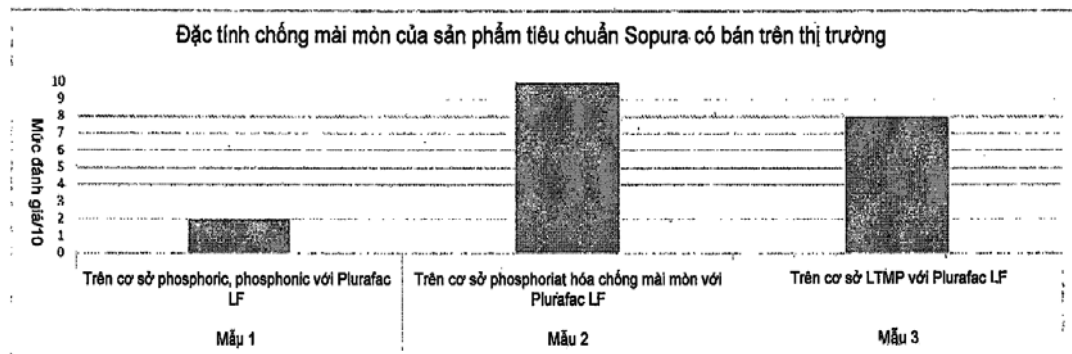 Đặc tính chống mài mòn của sản phẩm tiêu chuẩn Sopura có bán trên thị trường
Mức đánh giá/10
10
9
8
7
6
5
4
3
2
1
0
Trên cơ sở phosphoric, phosphonic với Plurafac
LF
Mẫu 1
Trên cơ sở phosphoriat hóa chống mài mòn với
Plurafac LF
Mẫu 2
Trên cơ sở LTMP với Plurafac LF
Mẫu 3